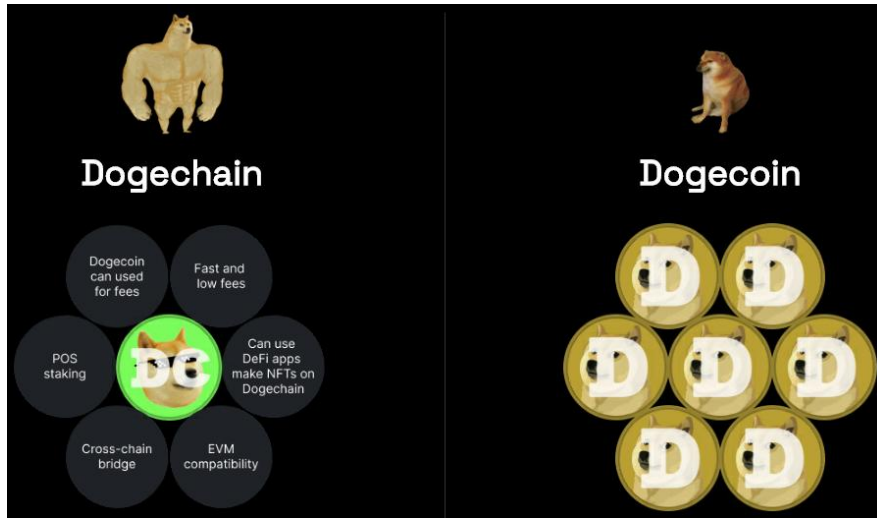 Dogechain
Dogecoin
Dogecoin
can used
for fees
Fast and
low fees
POS
staking
DC
Can use
DeFi apps
make NFTs on
Dogechain
Cross-chain
bridge
EVM
compatibility
D
D
D
D
D
D
D